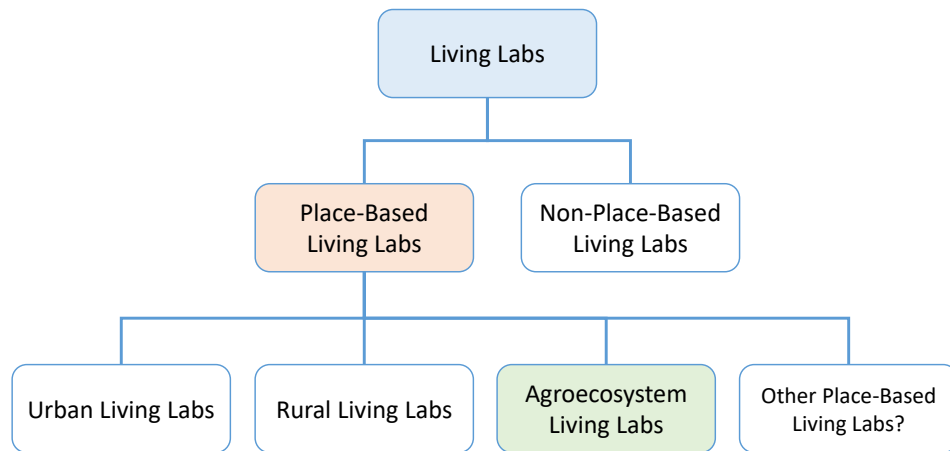 Living Labs
Place-Based
Living Labs
Non-Place-Based
Living Labs
Urban Living Labs
Rural Living Labs
Agroecosystem
Living Labs
Other Place-Based
Living Labs?